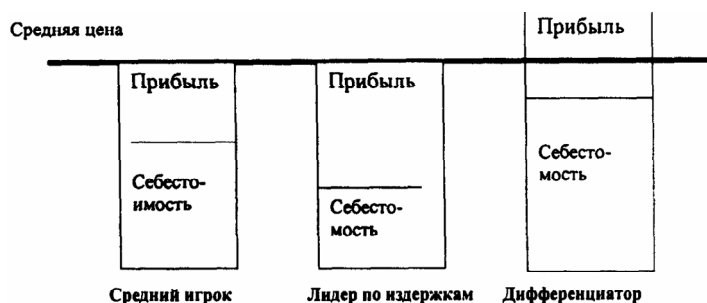 Средняя цена
Прибыль
Себесто-
имость
Средний игрок
Прибыль
Себесто-
мость
Лидер по издержкам
Прибыль
Себесто-
мость
Дифференциатор